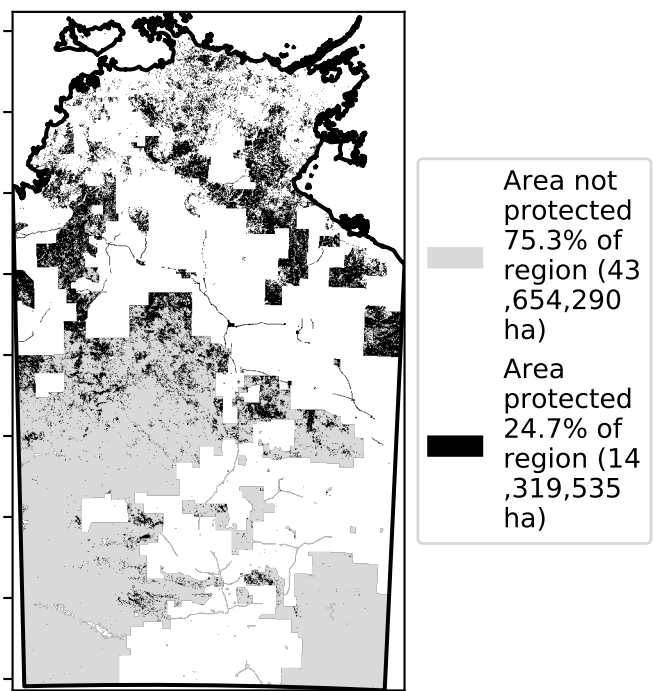 Area not
protected
75.3% of
region (43
,654,290
ha)
Area
protected
24.7% of
region (14
,319,535
ha)